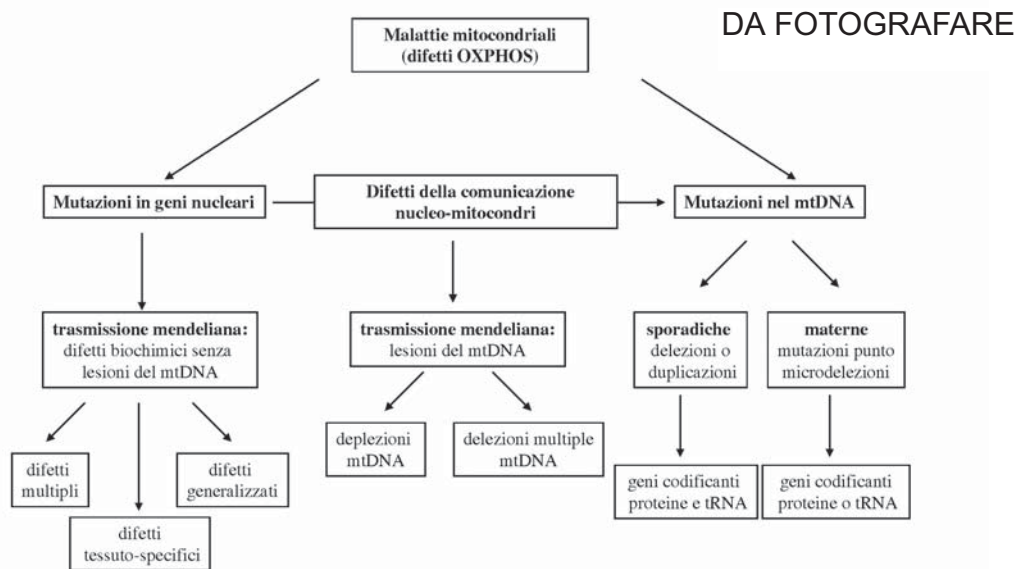 DA FOTOGRAFARE
Malattie mitocondriali
(difetti OXPHOS)
Mutazioni in geni nucleari
Difetti della comunicazione
nucleo-mitocondri
Mutazioni nel mtDNA
trasmissione mendeliana:
difetti biochimici senza
lesioni del mtDNA
trasmissione mendeliana:
lesioni del mtDNA
sporadiche
delezioni o
duplicazioni
materne
mutazioni punto
microdelezioni
difetti
multipli
difetti
generalizzati
difetti
tessuto-specifici
deplezioni
mtDNA
delezioni multiple
mtDNA
geni codificanti
proteine e tRNA
geni codificanti
proteine o tRNA